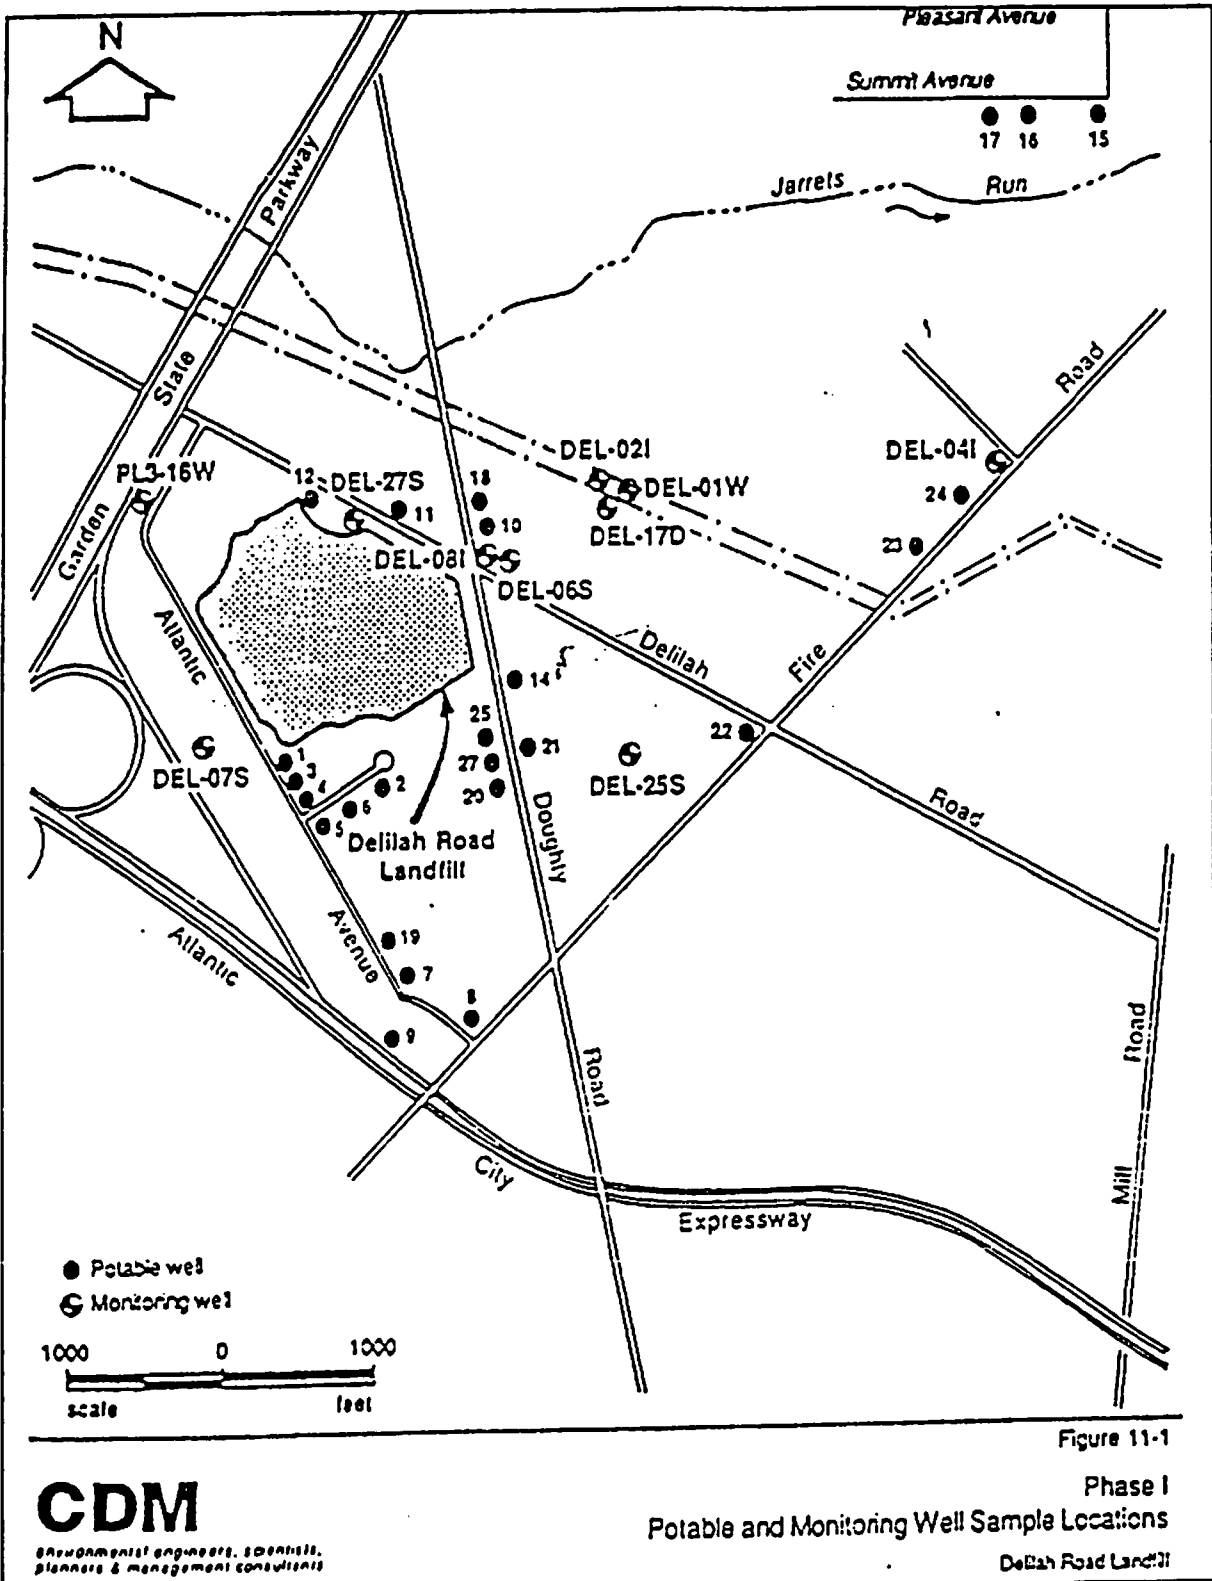 N
Pleasant Avenue
Summit Avenue
17 16 15
Jarrets Run
Garden State Parkway
Road
PL3-16W
12
DEL-27S
11
18
10
DEL-02I
DEL-01W
DEL-17D
DEL-04I
24
23
DEL-08I
DEL-06S
Atlantic
Delilah
Fire
14
25
21
27
20
22
DEL-07S
1
3
4
2
6
5
DEL-25S
Road
Delilah Road
Landfill
Doughty
Avenue
Atlantic
19
7
8
9
Road
Road
City
Expressway
Mill
Potable well
Monitoring well
1000 0 1000
scale feet
Figure 11-1
CDM
environmental engineers, scientists,
planners & management consultants
Phase I
Potable and Monitoring Well Sample Locations
Delilah Road Landfill